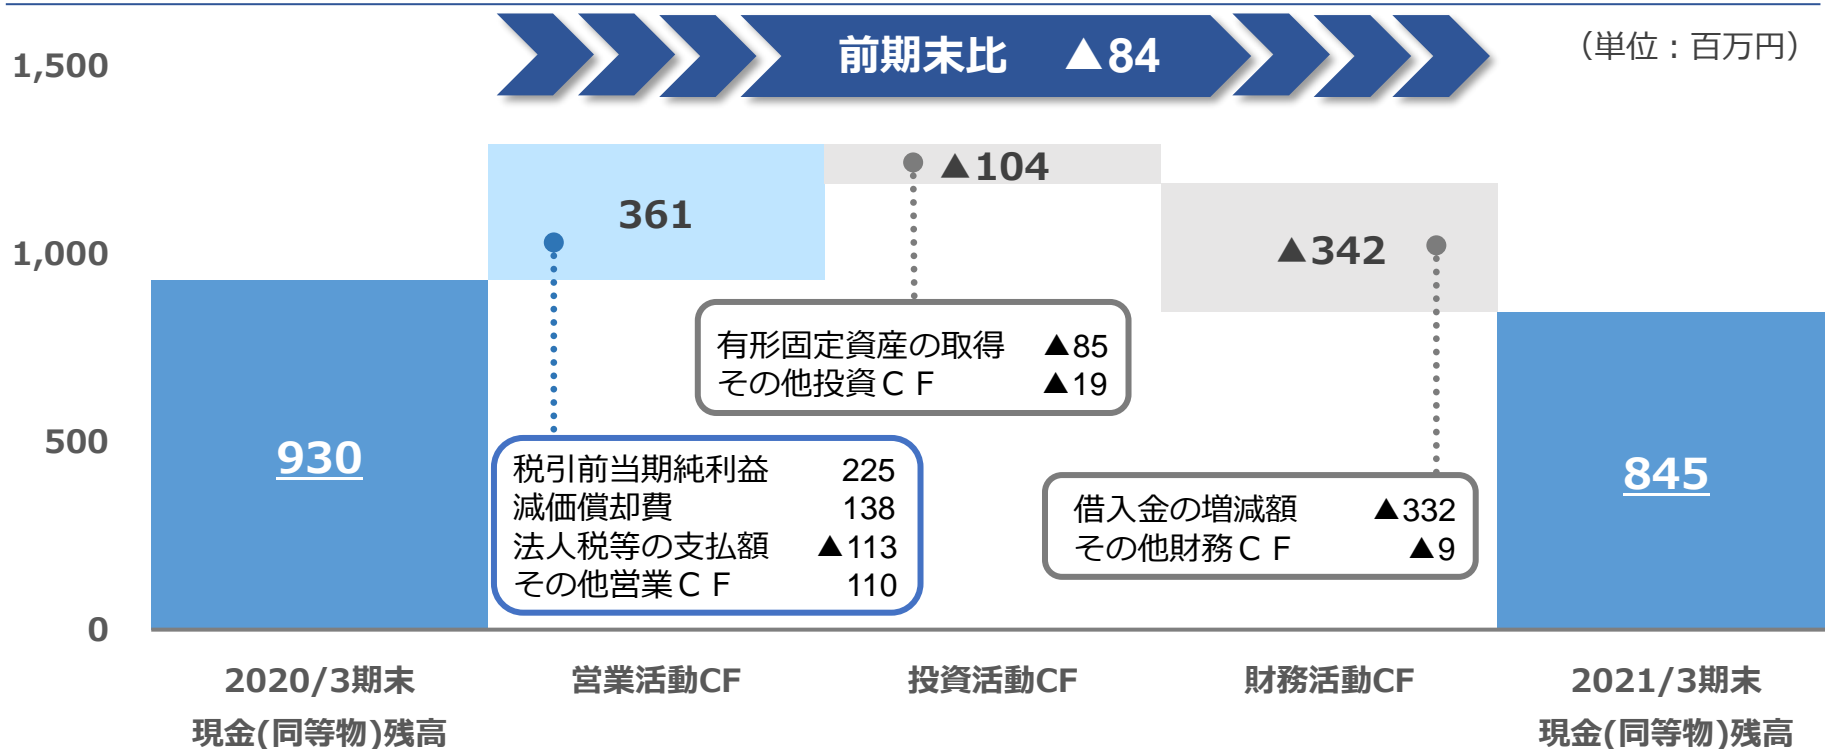 前期末比 ▲84
（単位：百万円）
1,500
1,000
500
0
930
361
▲104
▲342
845
有形固定資産の取得 ▲85
その他投資ＣＦ ▲19
税引前当期純利益 225
減価償却費 138
法人税等の支払額 ▲113
その他営業ＣＦ 110
借入金の増減額 ▲332
その他財務ＣＦ ▲9
2020/3期末
現金(同等物)残高
営業活動CF
投資活動CF
財務活動CF
2021/3期末
現金(同等物)残高